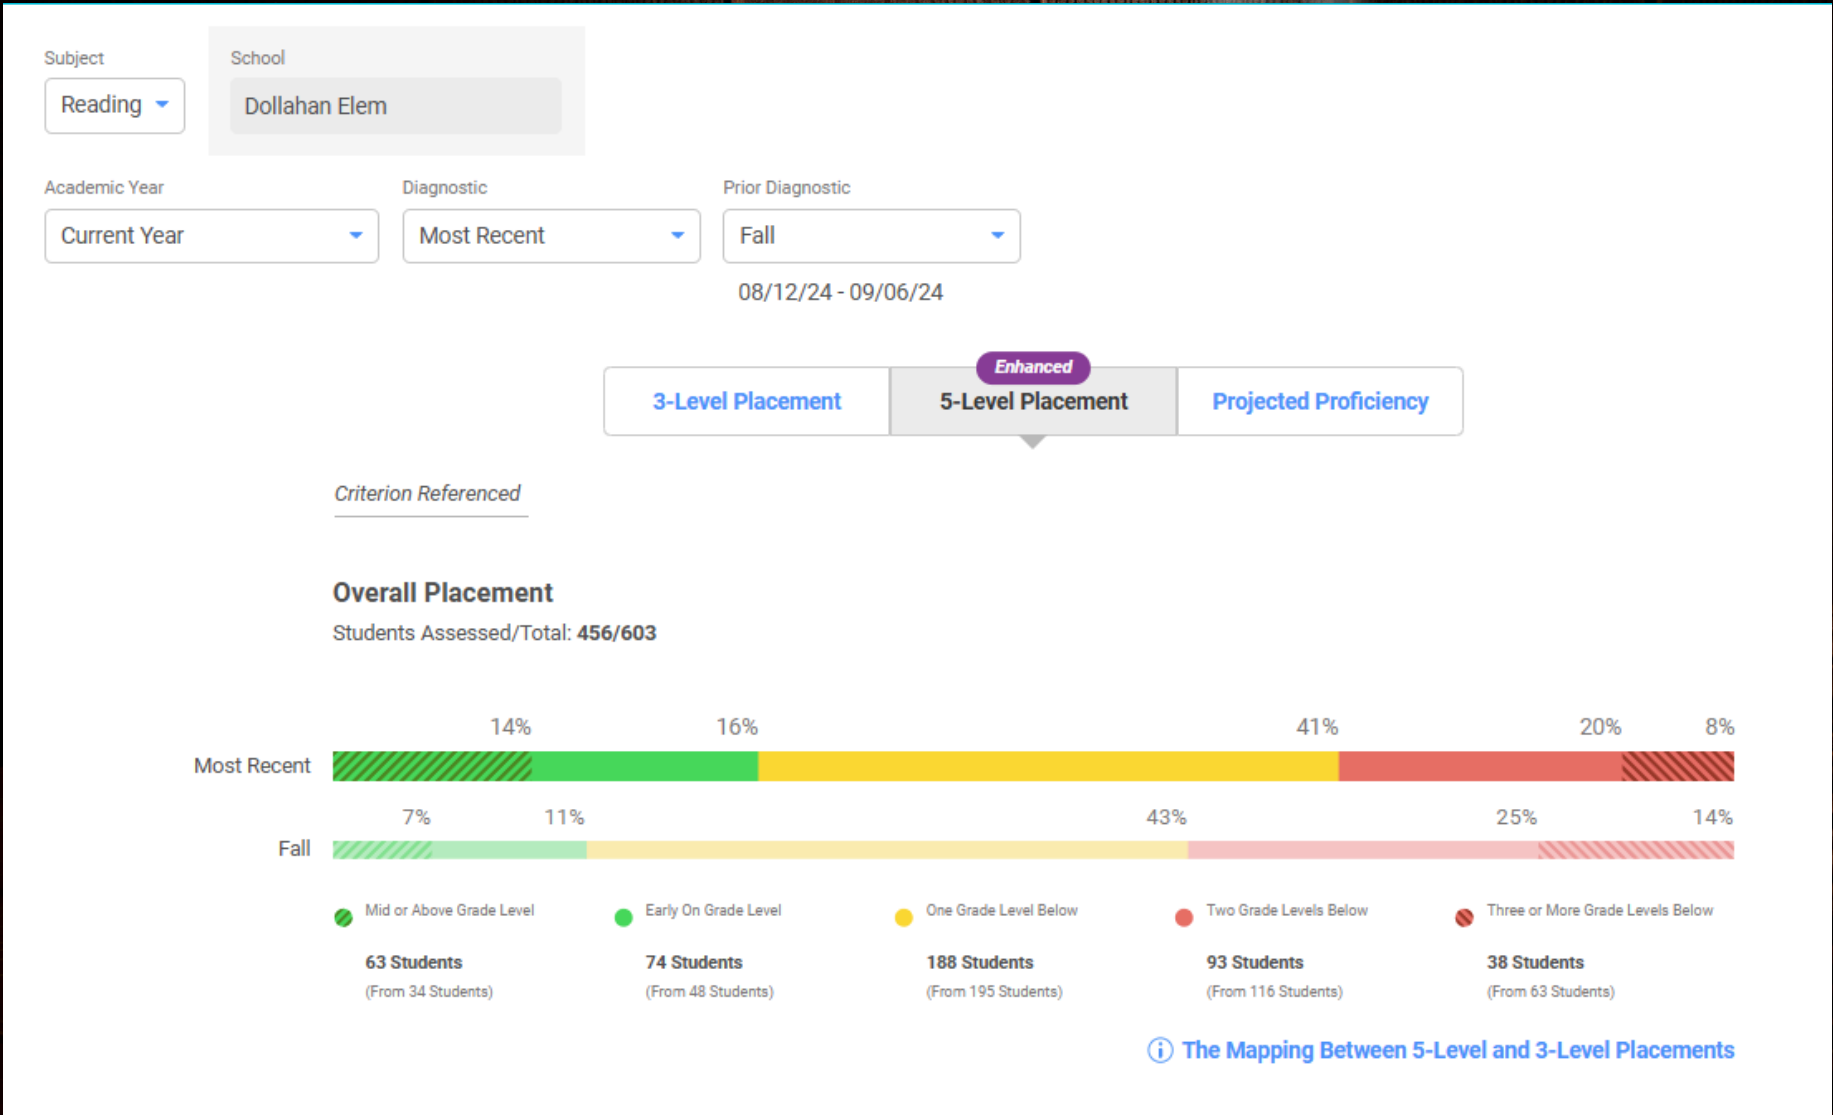 Subject
School
Reading
Dollahan Elem
Academic Year
Diagnostic
Prior Diagnostic
Current Year
Most Recent
Fall
08/12/24 - 09/06/24
Enhanced
3-Level Placement
5-Level Placement
Projected Proficiency
Criterion Referenced
Overall Placement
Students Assessed/Total: 456/603
14%
16%
41%
20%
8%
Most Recent
7%
11%
43%
25%
14%
Fall
Mid or Above Grade Level
Early On Grade Level
One Grade Level Below
Two Grade Levels Below
Three or More Grade Levels Below
63 Students
74 Students
188 Students
93 Students
38 Students
(From 34 Students)
(From 48 Students)
(From 195 Students)
(From 116 Students)
(From 63 Students)
The Mapping Between 5-Level and 3-Level Placements